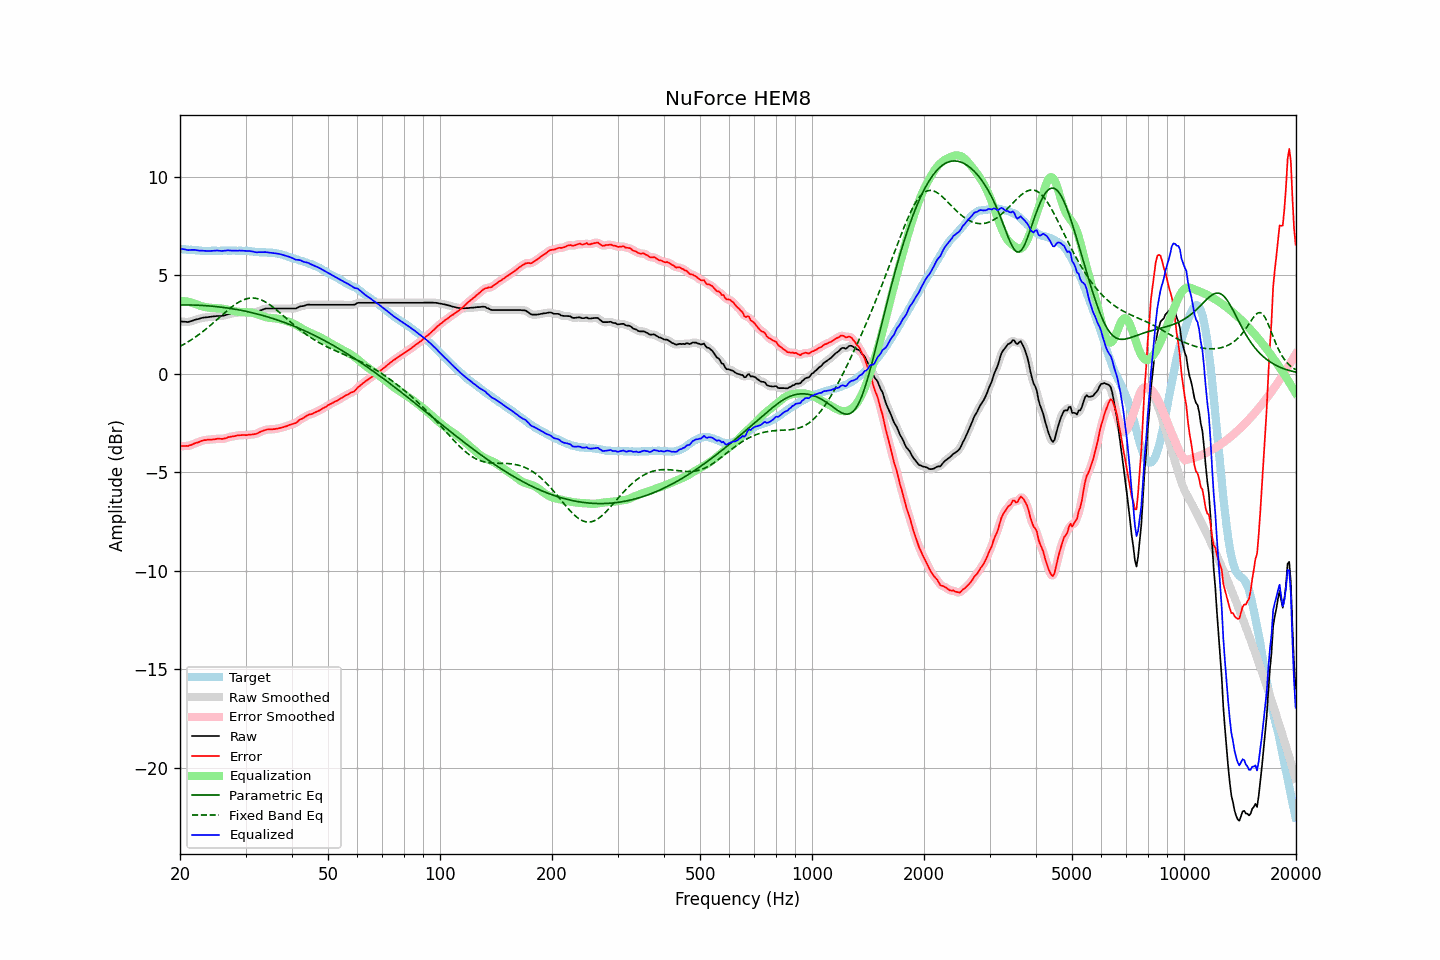 NuForce HEM8
Amplitude (dBr)
10
5
0
−5
−10
−15
−20
Target
Raw Smoothed
Error Smoothed
Raw
Error
Equalization
Parametric Eq
Fixed Band Eq
Equalized
20
50
100
200
500
1000
2000
5000
10000
20000
Frequency (Hz)